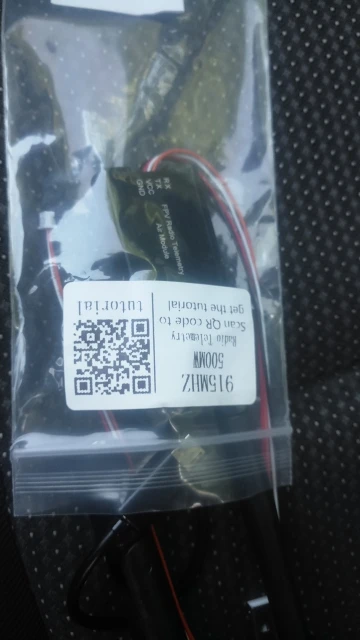 RX
TX
VCC
GND
FPV Radio Telemetry
Air Module
915MHZ
500MW
Radio Telemetry
Scan QR code to
get the tutorial
tutorial